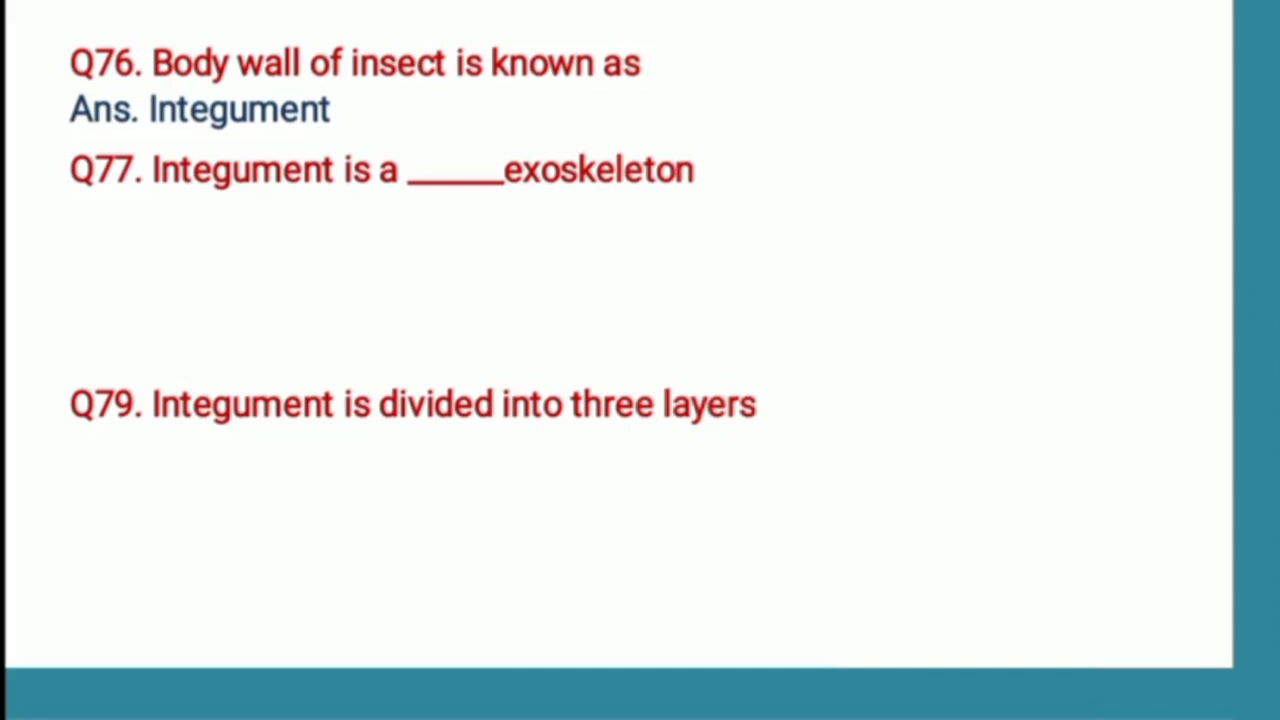 Q76. Body wall of insect is known as
Ans. Integument
Q77. Integument is a ______exoskeleton
Q79. Integument is divided into three layers